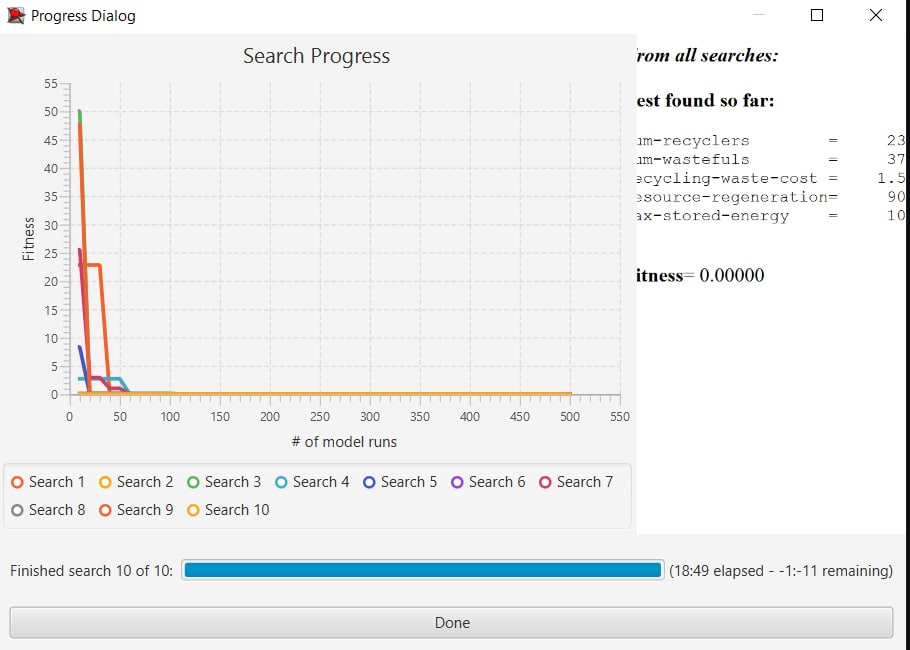 Progress Dialog
Search Progress
rom all searches:
est found so far:
um-recyclers = 23
um-wastefuls = 37
ecycling-waste-cost = 1.5
esource-regeneration= 90
ax-stored-energy = 10
itness= 0.00000
Fitness
55
50
45
40
35
30
25
20
15
10
5
0
0 50 100 150 200 250 300 350 400 450 500 550
# of model runs
Search 1 Search 2 Search 3 Search 4 Search 5 Search 6 Search 7
Search 8 Search 9 Search 10
Finished search 10 of 10: (18:49 elapsed - -1:-11 remaining)
Done